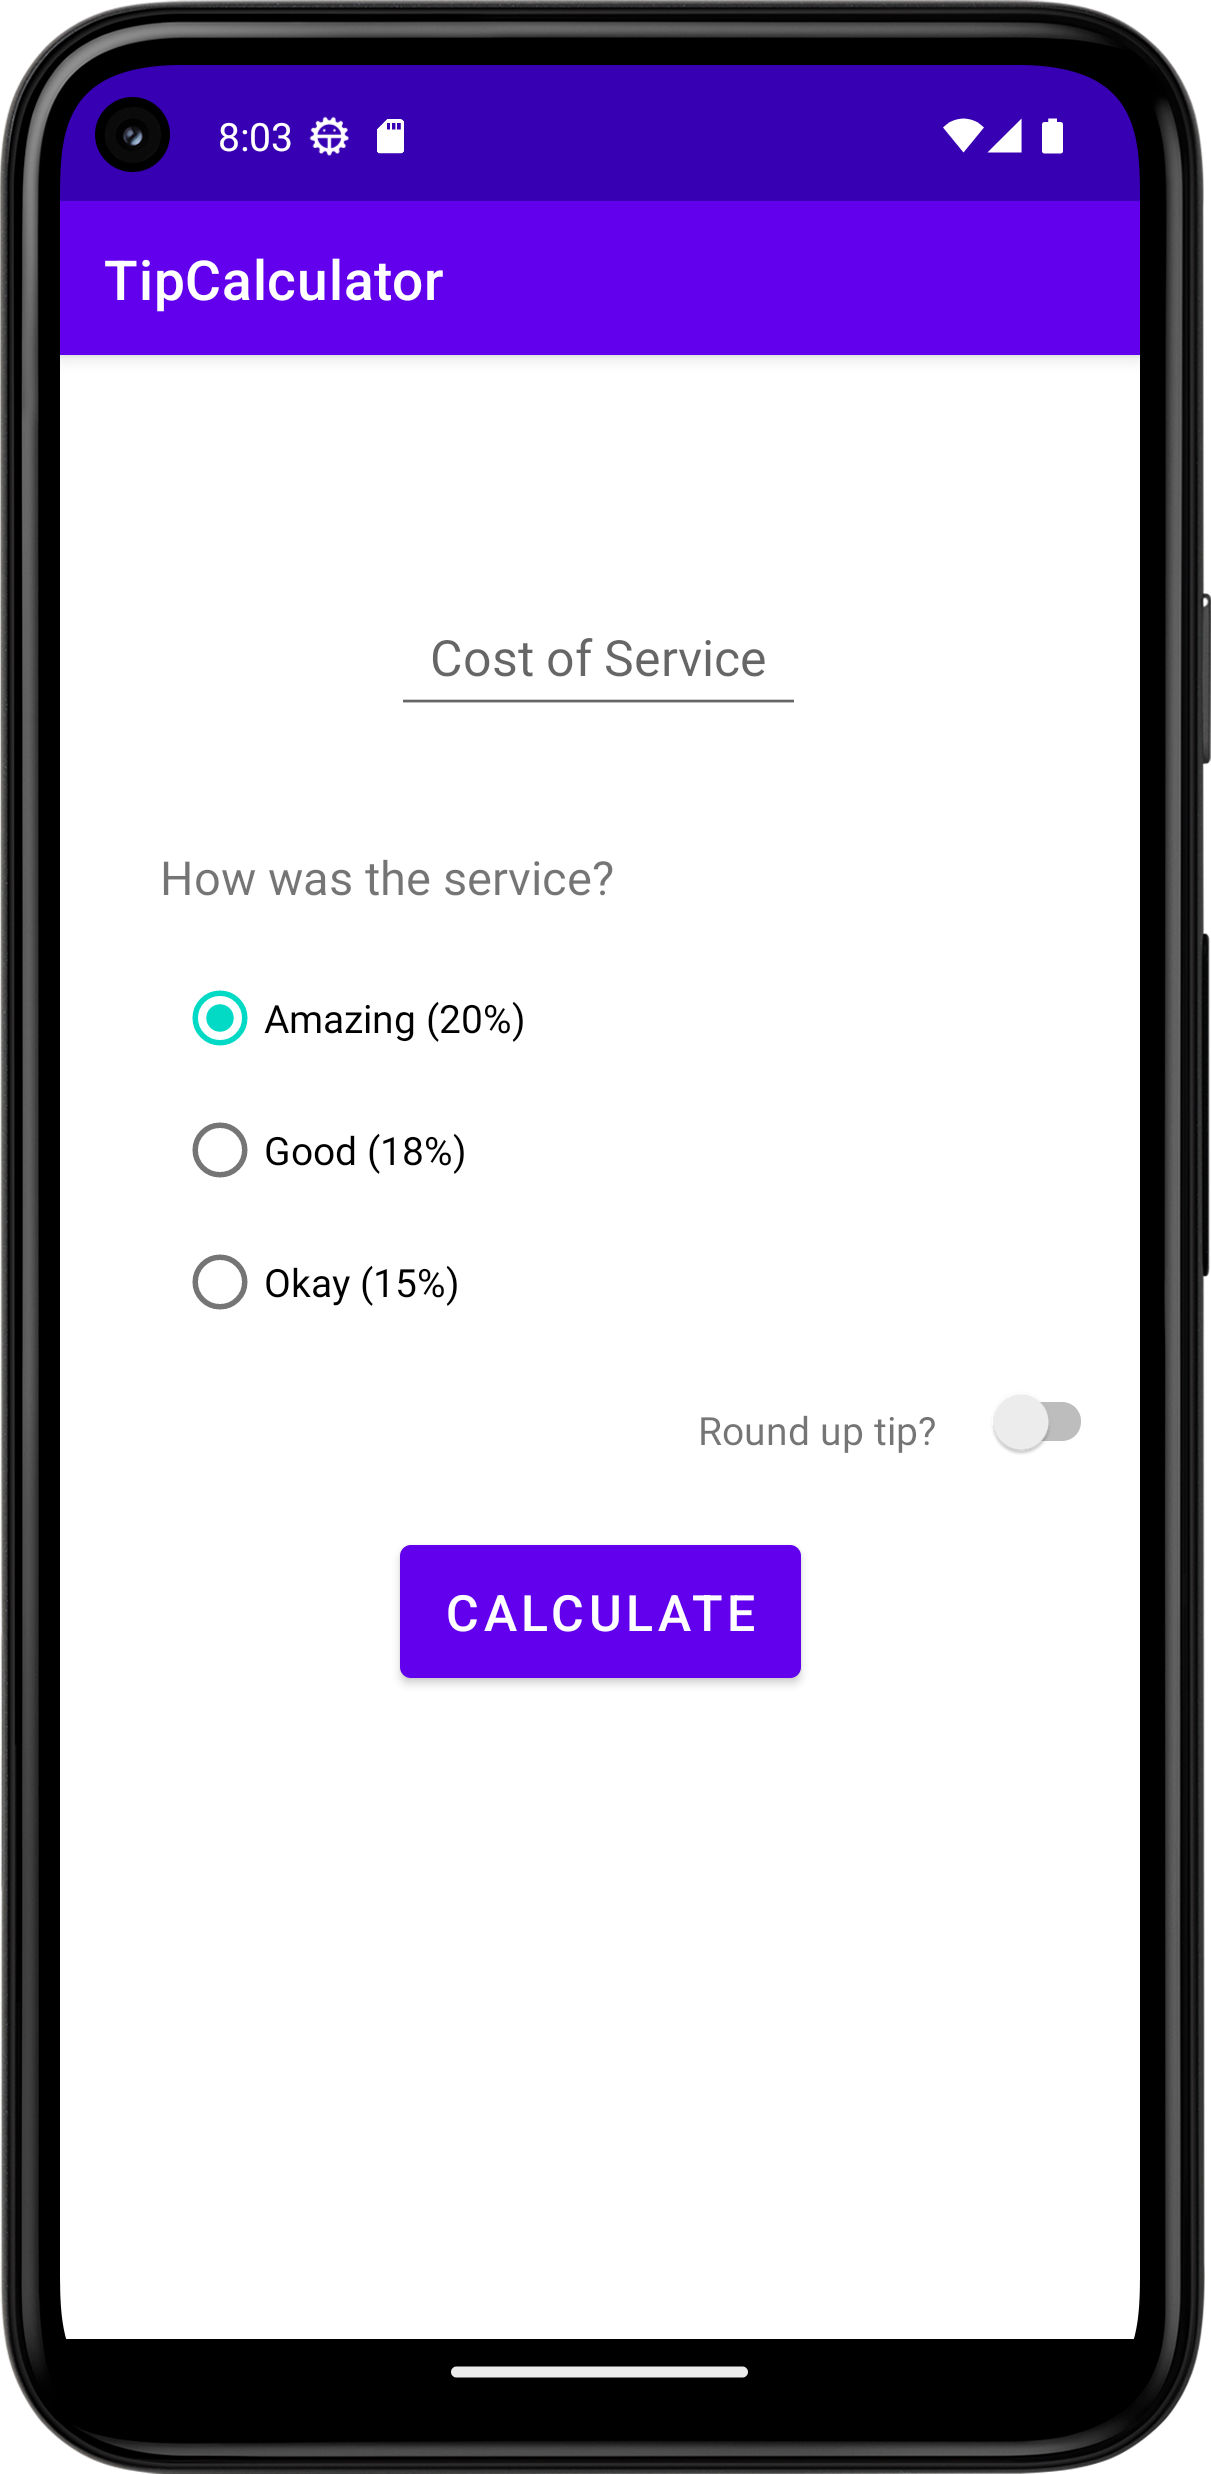 8:03
TipCalculator
Cost of Service
How was the service?
Amazing (20%)
Good (18%)
Okay (15%)
Round up tip?
CALCULATE